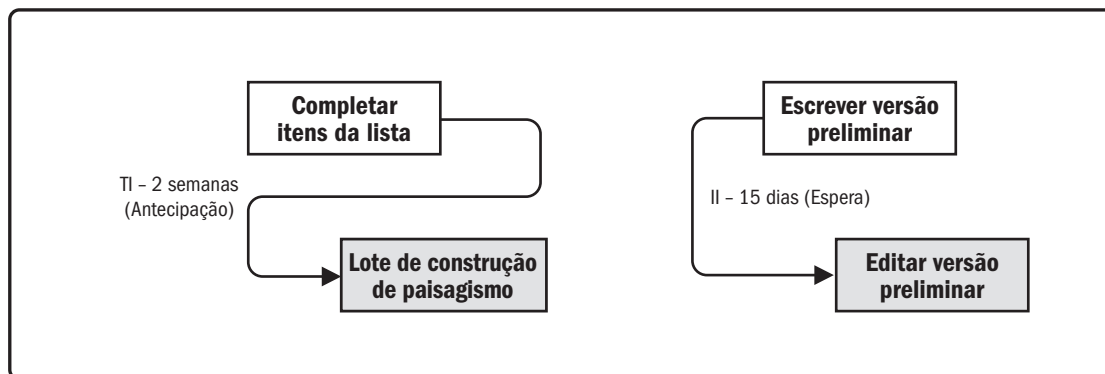 Completar
itens da lista
TI – 2 semanas
(Antecipação)
Lote de construção
de paisagismo
Escrever versão
preliminar
II – 15 dias (Espera)
Editar versão
preliminar